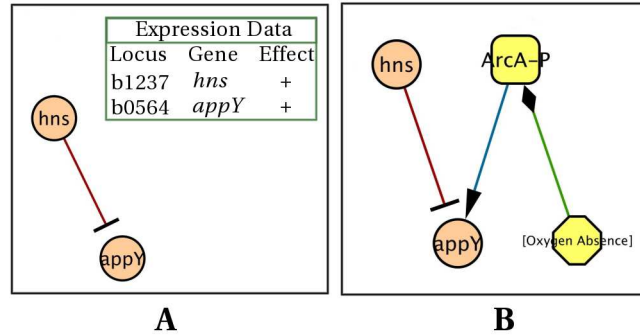 Expression Data
Locus Gene Effect
b1237 hns +
b0564 appY +
hns
appY
A
hns
ArcA-P
appY
[Oxygen Absence]
B